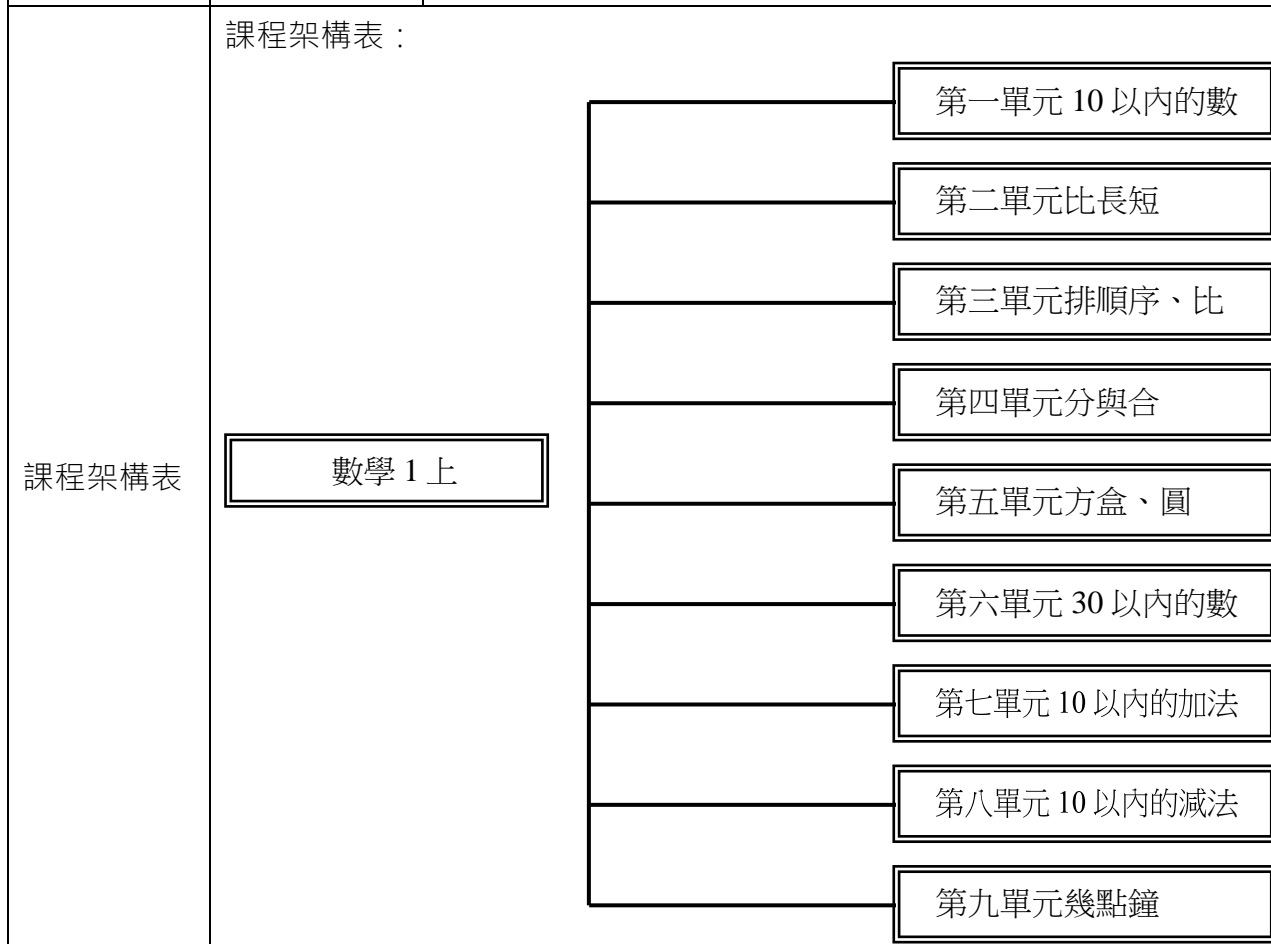 課程架構表：
第一單元 10 以內的數
第二單元比長短
第三單元排順序、比
第四單元分與合
課程架構表
數學 1 上
第五單元方盒、圓
第六單元 30 以內的數
第七單元 10 以內的加法
第八單元 10 以內的減法
第九單元幾點鐘